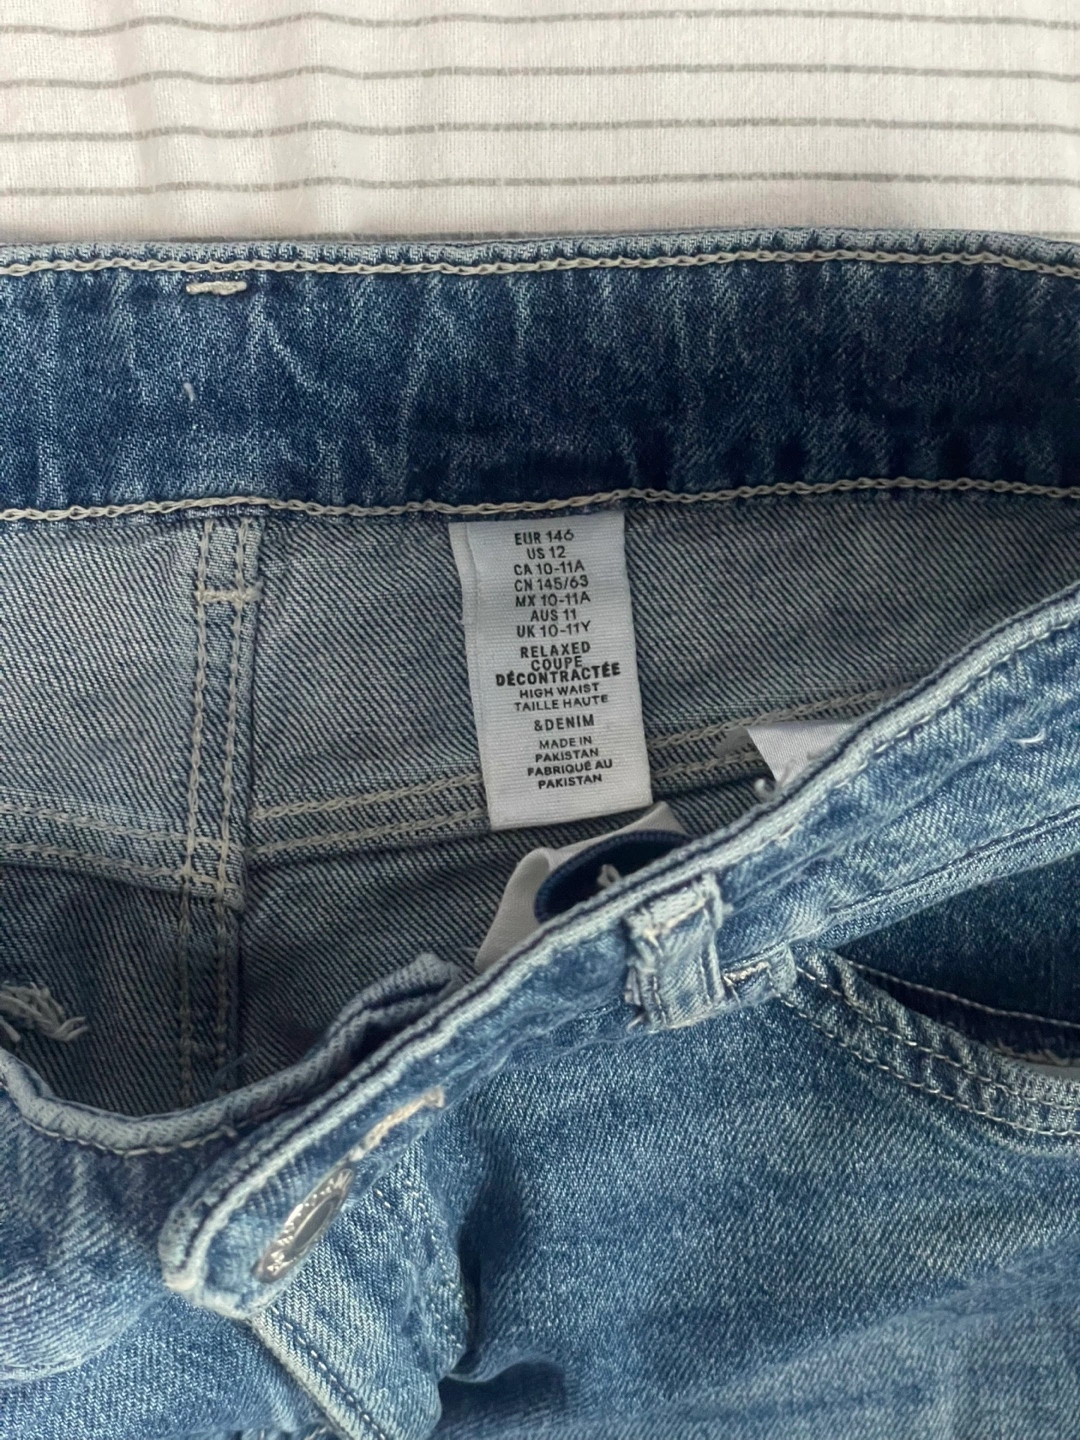 EUR 146
US 12
CA 10-11A
CN 145/63
MX 10-11A
AUS 11
UK 10-11Y
RELAXED
COUPE
DÉCONTRACTÉE
HIGH WAIST
TAILLE HAUTE
&DENIM
MADE IN
PAKISTAN
FABRIQUÉ AU
PAKISTAN